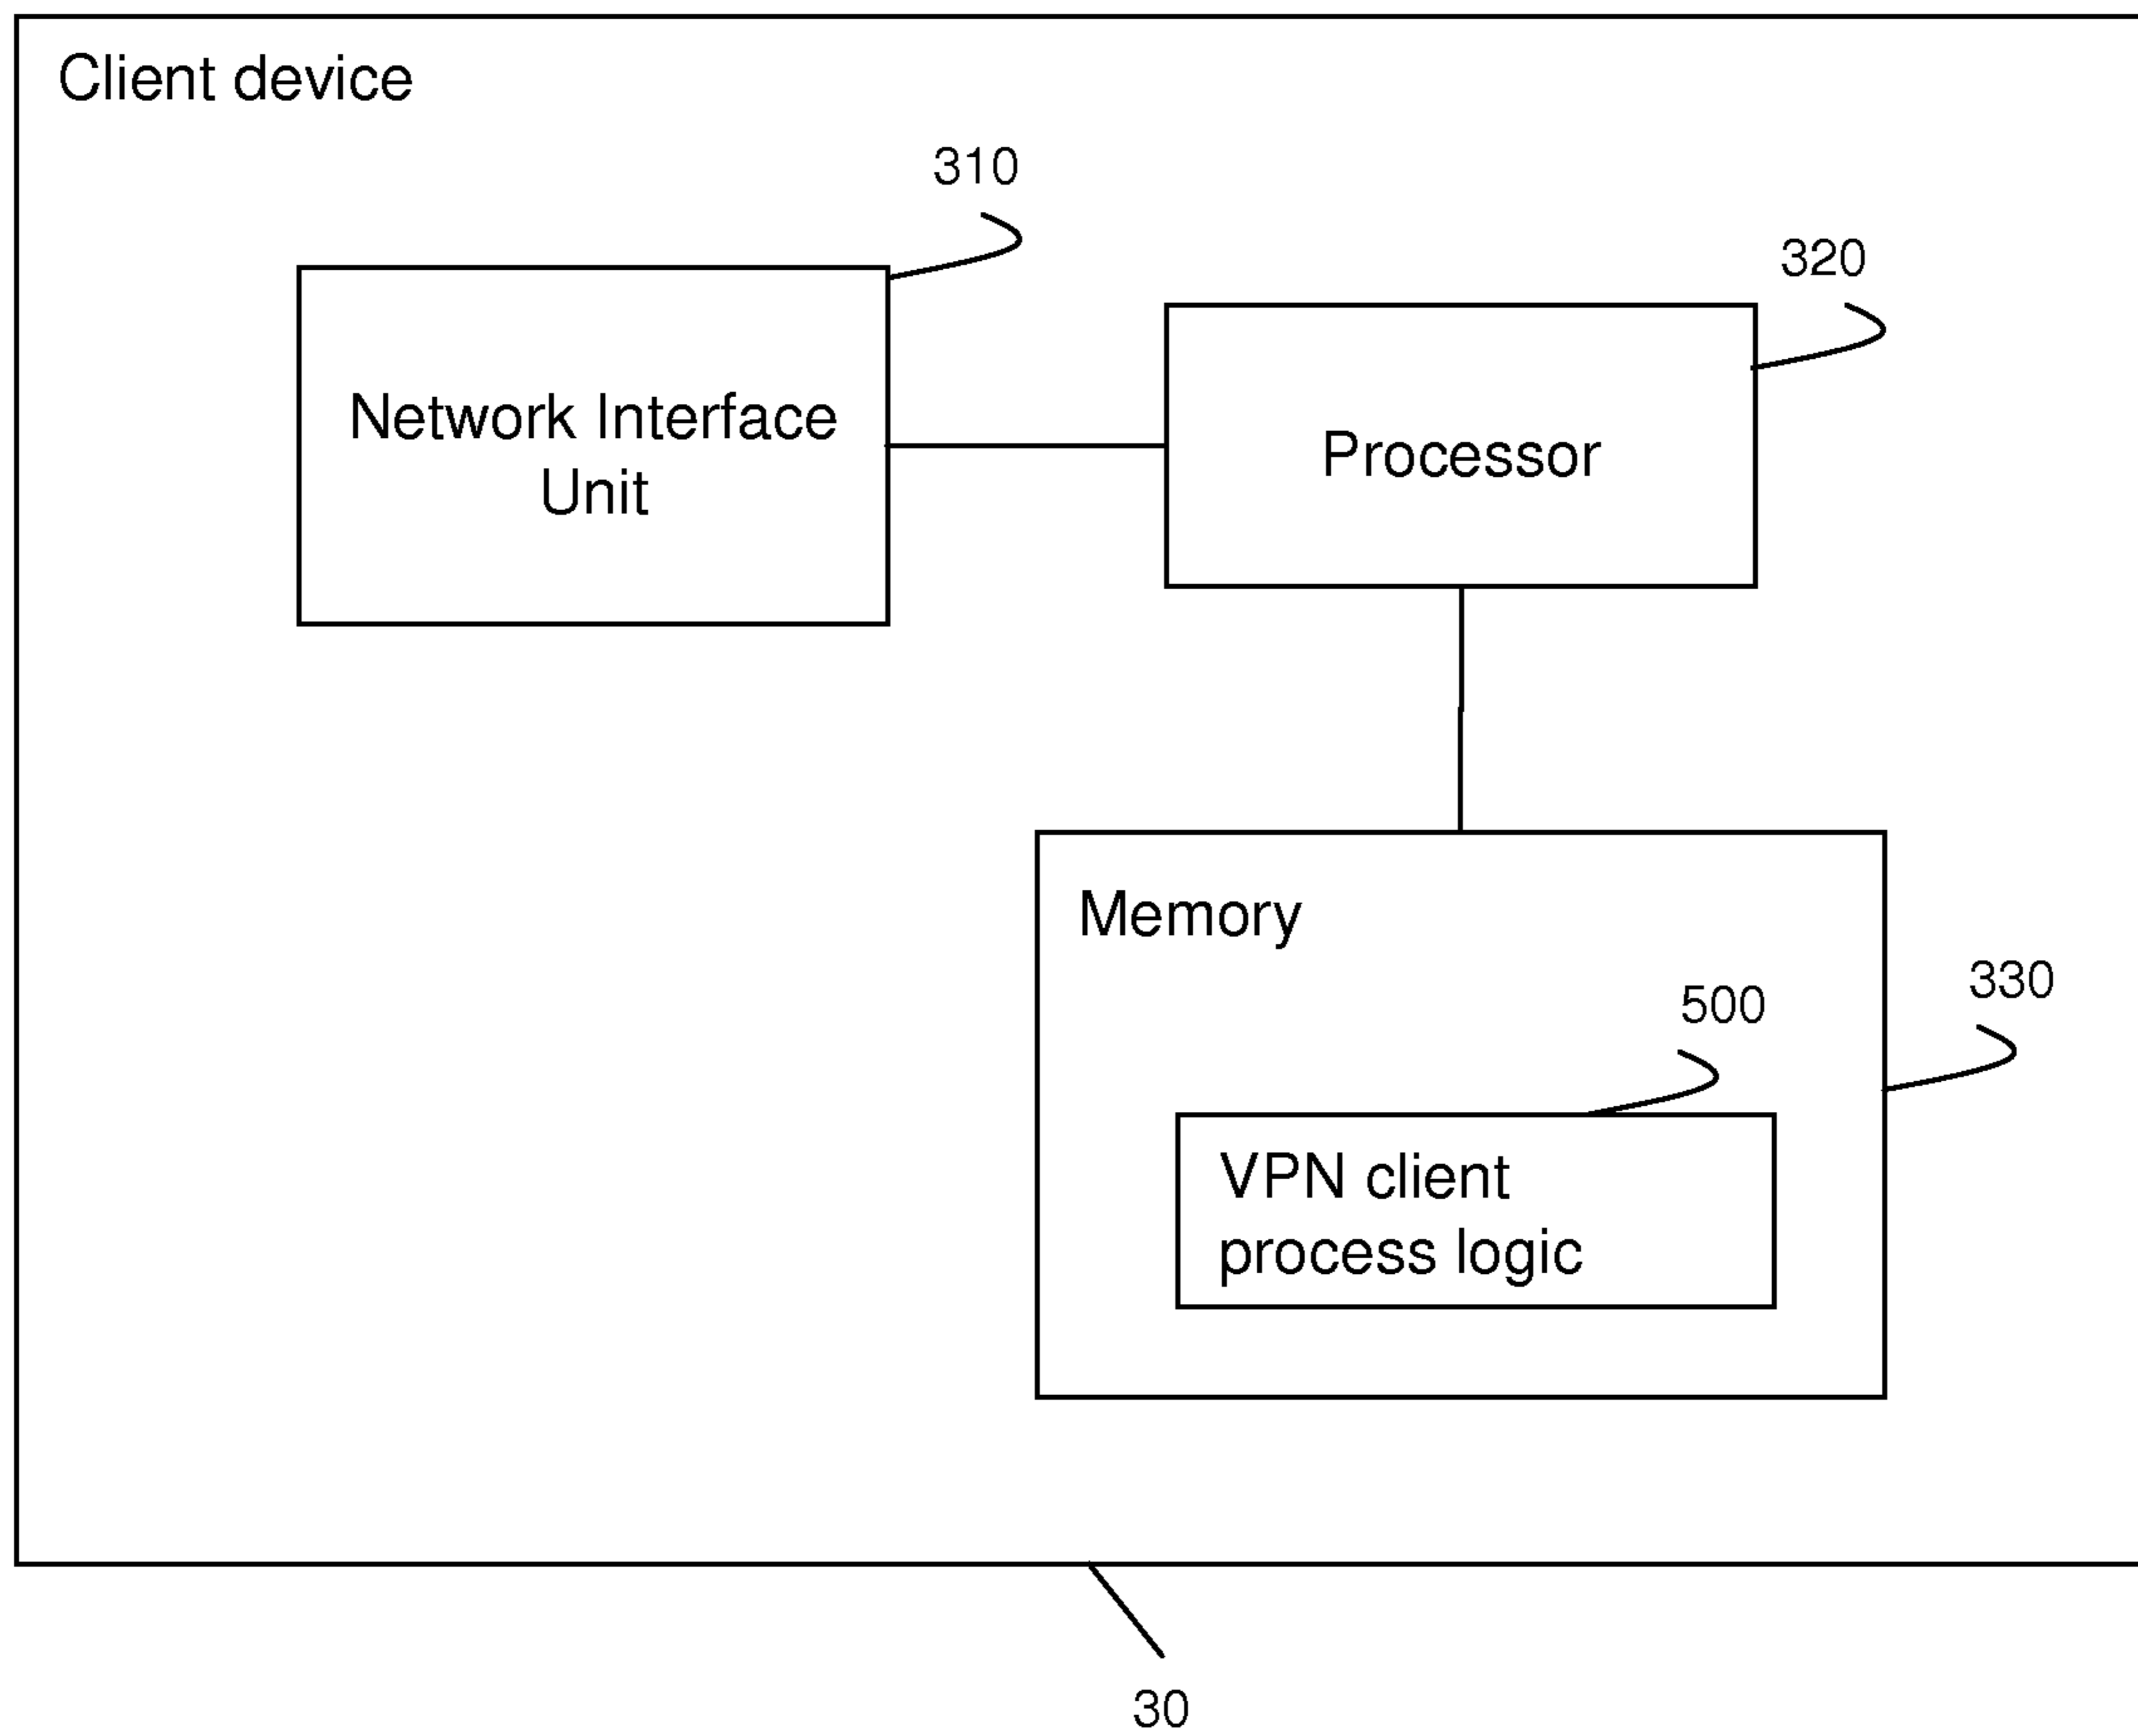 Client device
310
320
Network Interface
Unit
Processor
Memory
330
500
VPN client
process logic
30